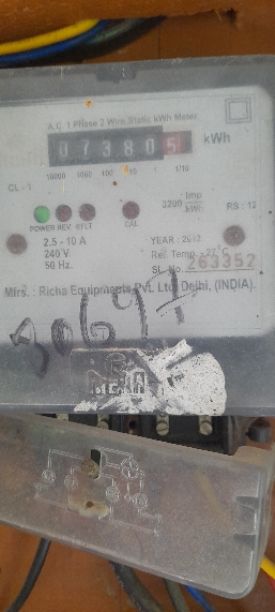 A.C. 1 Phase 2 Wire Static kWh Meter
073805 kWh
10000 1000 100 10 1 1/10
CL - 1
3200 Imp/kWh
RS : 12
POWER REV E/LT CAL
2.5 - 10 A
240 V
50 Hz.
YEAR : 2012
Ref. Temp.: 27°C
Sl. No. 263352
Mfrs. : Richa Equipments Pvt. Ltd. Delhi, (INDIA).